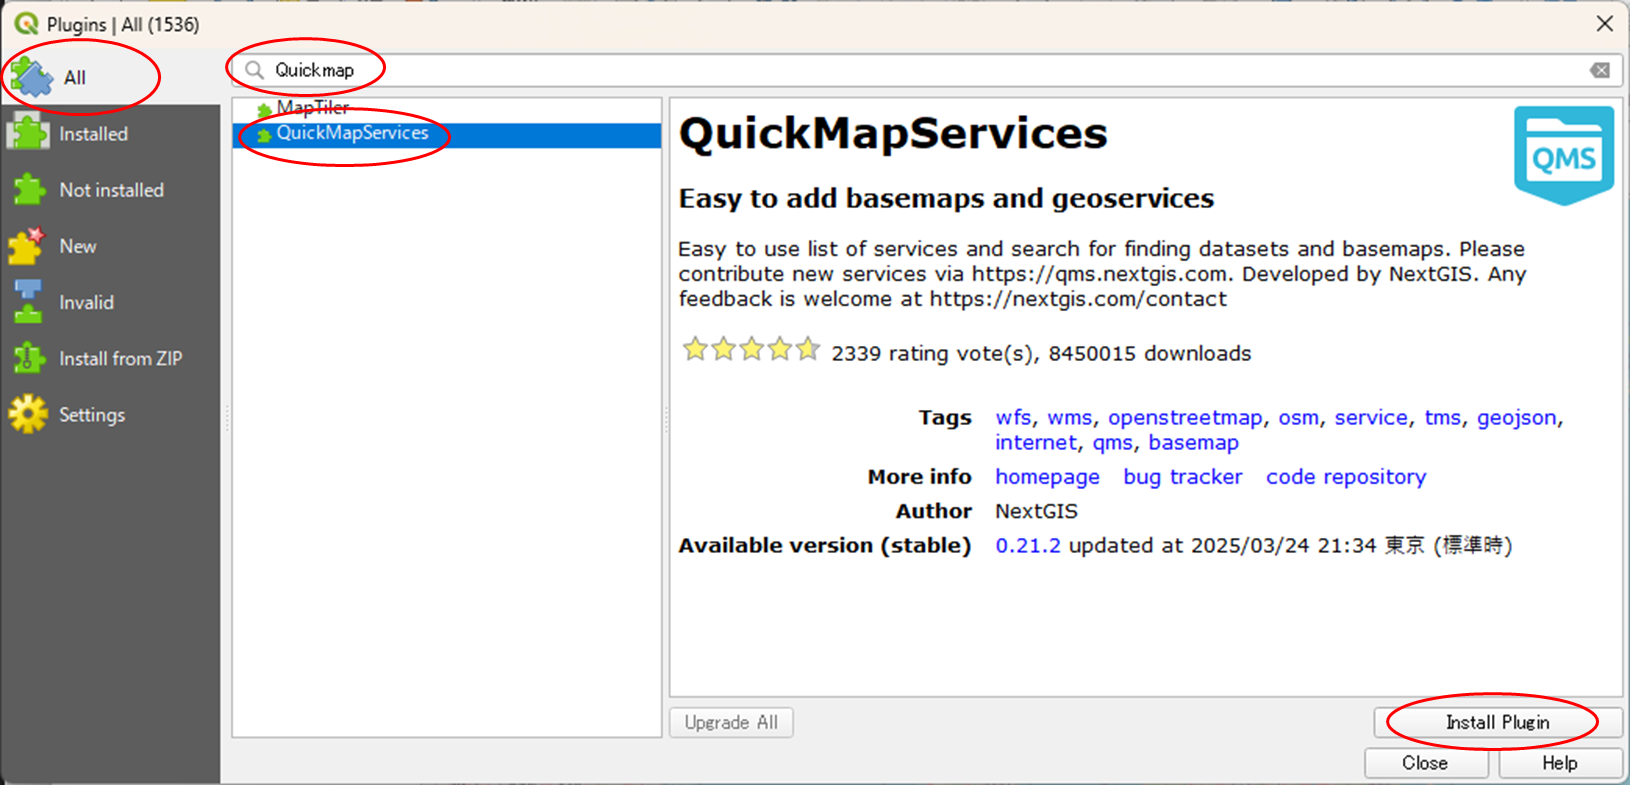 Plugins | All (1536)
All
Installed
Not installed
New
Invalid
Install from ZIP
Settings
Quickmap
MapTiler
QuickMapServices
QuickMapServices
QMS
Easy to add basemaps and geoservices
Easy to use list of services and search for finding datasets and basemaps. Please
contribute new services via https://qms.nextgis.com. Developed by NextGIS. Any
feedback is welcome at https://nextgis.com/contact
2339 rating vote(s), 8450015 downloads
Tags wfs, wms, openstreetmap, osm, service, tms, geojson,
internet, qms, basemap
More info homepage bug tracker code repository
Author NextGIS
Available version (stable) 0.21.2 updated at 2025/03/24 21:34 東京 (標準時)
Upgrade All
Install Plugin
Close Help